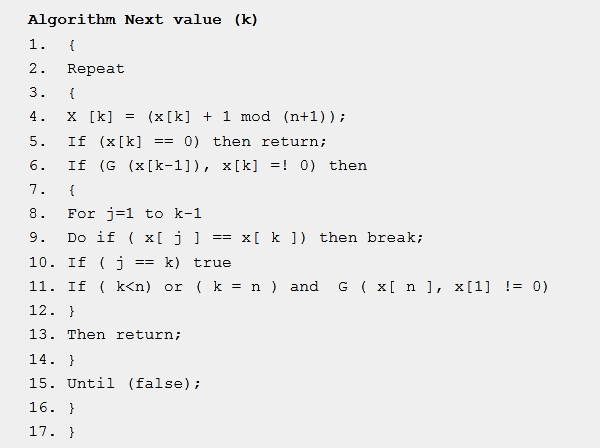 Algorithm Next value (k)
1. {
2. Repeat
3. {
4. X [k] = (x[k] + 1 mod (n+1));
5. If (x[k] == 0) then return;
6. If (G (x[k-1]), x[k] =! 0) then
7. {
8. For j=1 to k-1
9. Do if ( x[ j ] == x[ k ]) then break;
10. If ( j == k) true
11. If ( k<n) or ( k = n ) and G ( x[ n ], x[1] != 0)
12. }
13. Then return;
14. }
15. Until (false);
16. }
17. }